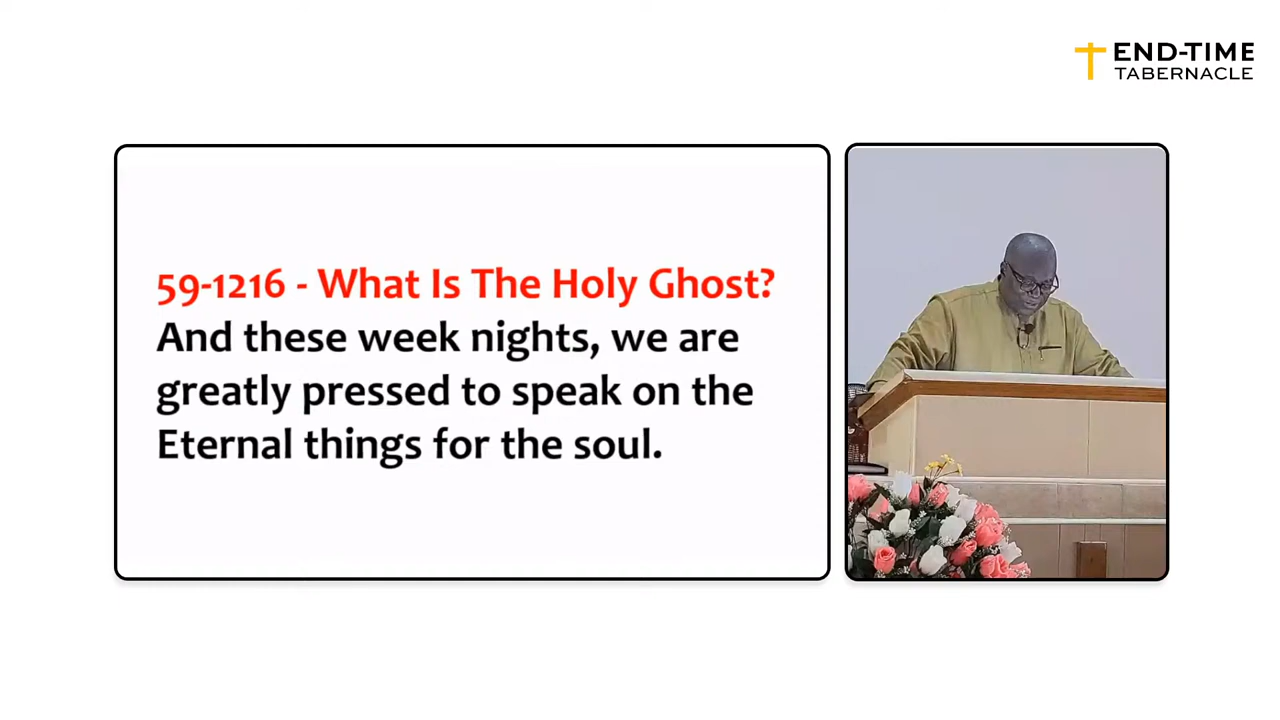 END-TIME
TABERNACLE
59-1216 - What Is The Holy Ghost?
And these week nights, we are
greatly pressed to speak on the
Eternal things for the soul.